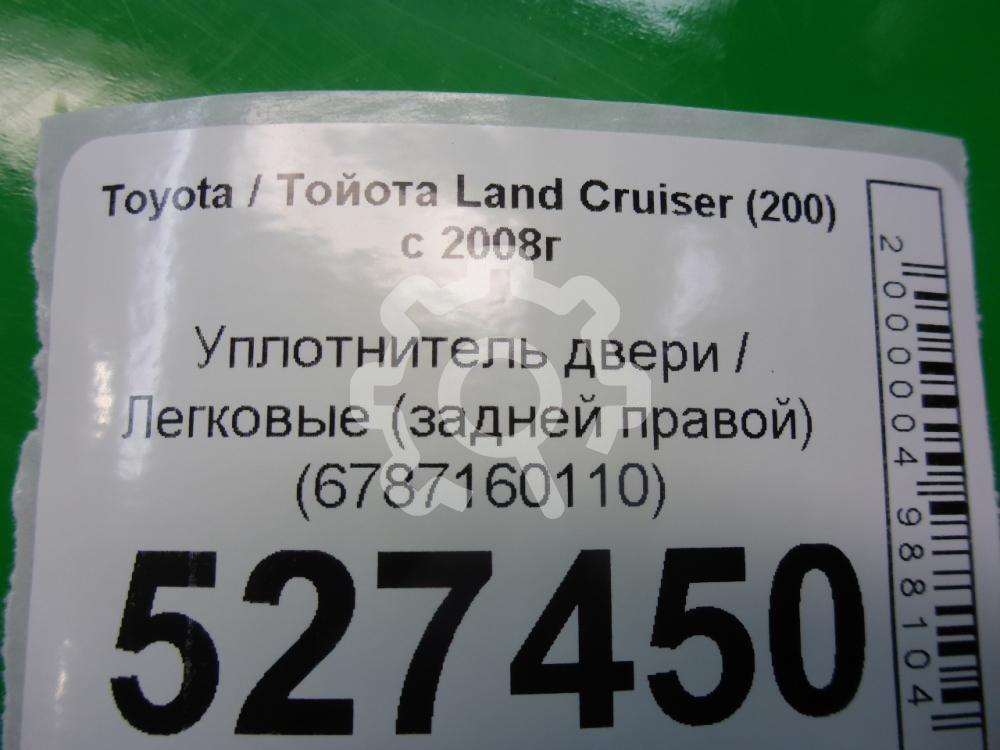 Toyota / Тойота Land Cruiser (200)
с 2008г
Уплотнитель двери /
Легковые (задней правой)
(6787160110)
527450
2000004988104